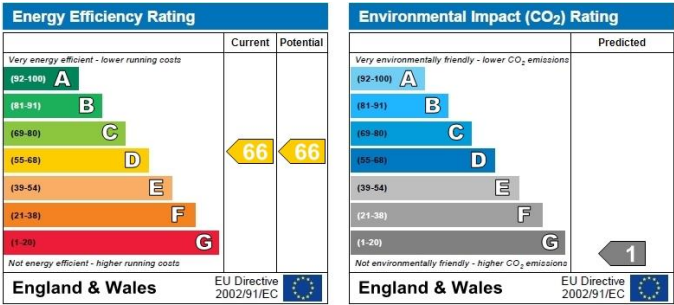 Energy Efficiency Rating
Current Potential
Very energy efficient - lower running costs
(92-100) A
(81-91) B
(69-80) C
(55-68) D
66 66
(39-54) E
(21-38) F
(1-20) G
Not energy efficient - higher running costs
England & Wales
EU Directive
2002/91/EC
Environmental Impact (CO₂) Rating
Predicted
Very environmentally friendly - lower CO₂ emissions
(92-100) A
(81-91) B
(69-80) C
(55-68) D
(39-54) E
(21-38) F
(1-20) G
1
Not environmentally friendly - higher CO₂ emissions
England & Wales
EU Directive
2002/91/EC